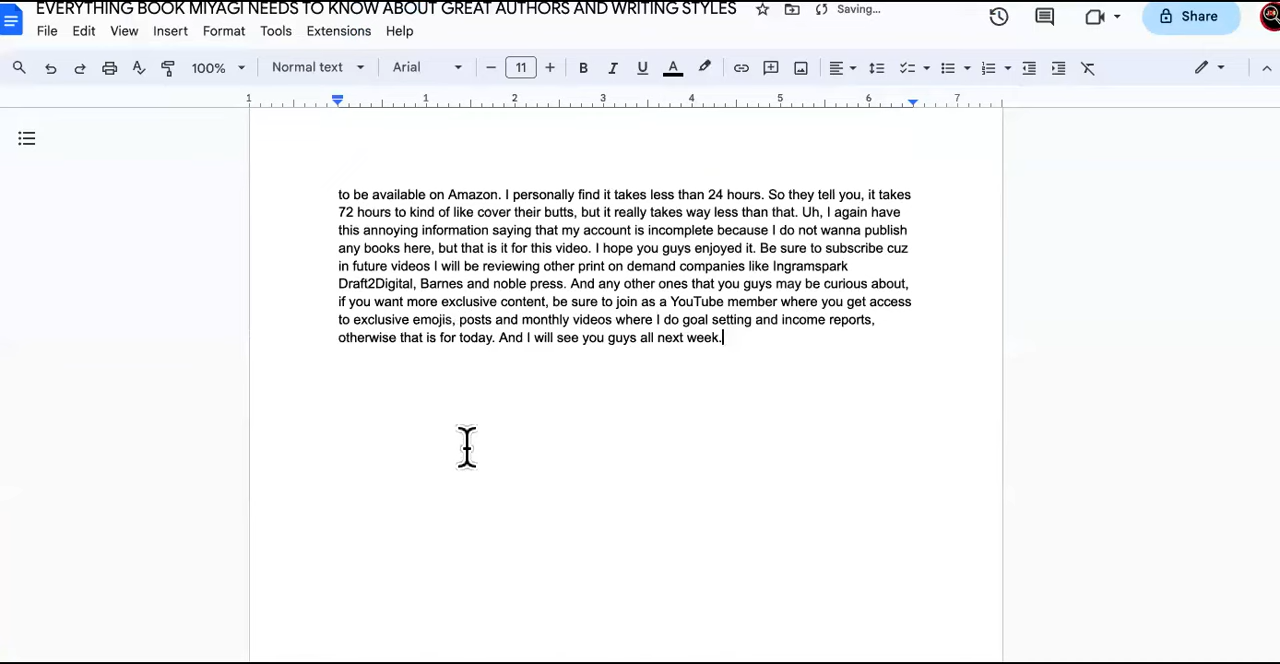 EVERYTHING BOOK MIYAGI NEEDS TO KNOW ABOUT GREAT AUTHORS AND WRITING STYLES
Saving...
File Edit View Insert Format Tools Extensions Help
Share
100% Normal text Arial 11
1 1 2 3 4 5 6 7
to be available on Amazon. I personally find it takes less than 24 hours. So they tell you, it takes
72 hours to kind of like cover their butts, but it really takes way less than that. Uh, I again have
this annoying information saying that my account is incomplete because I do not wanna publish
any books here, but that is it for this video. I hope you guys enjoyed it. Be sure to subscribe cuz
in future videos I will be reviewing other print on demand companies like Ingramspark
Draft2Digital, Barnes and noble press. And any other ones that you guys may be curious about,
if you want more exclusive content, be sure to join as a YouTube member where you get access
to exclusive emojis, posts and monthly videos where I do goal setting and income reports,
otherwise that is for today. And I will see you guys all next week.